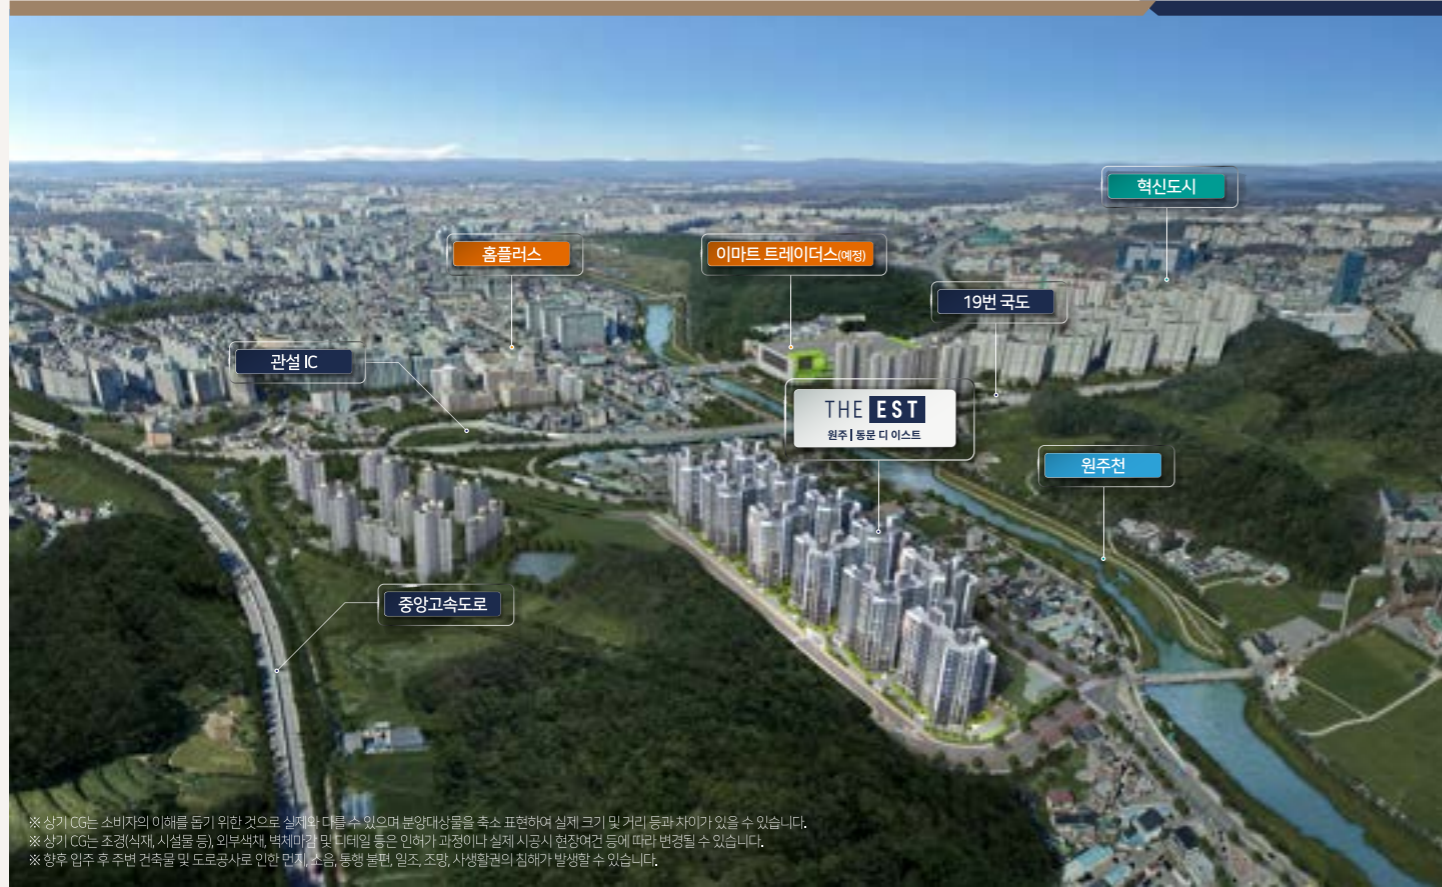 혁신도시
홈플러스
이마트 트레이더스(예정)
19번 국도
관설 IC
THE EST
원주 | 동문 디 이스트
원주천
중앙고속도로
※ 상기 CG는 소비자의 이해를 돕기 위한 것으로 실제와 다를 수 있으며 분양대상물을 축소 표현하여 실제 크기 및 거리 등과 차이가 있을 수 있습니다.
※ 상기 CG는 조경(식재, 시설물 등), 외부색채, 벽체마감 및 디테일 등은 인허가 과정이나 실제 시공시 현장여건 등에 따라 변경될 수 있습니다.
※ 향후 입주 후 주변 건축물 및 도로공사로 인한 먼지, 소음, 통행 불편, 일조, 조망, 사생활권의 침해가 발생할 수 있습니다.